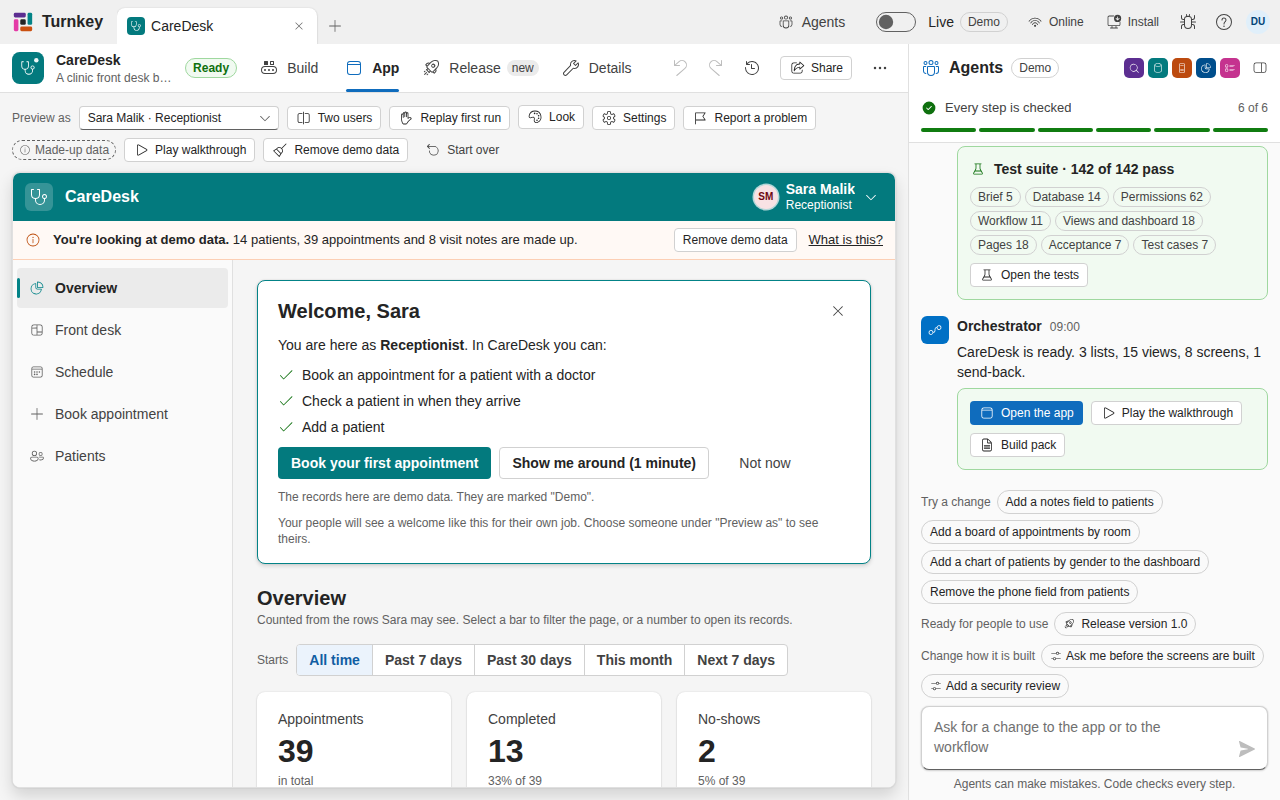 Turnkey
CareDesk
Agents
Live
Demo
Online
Install
DU
CareDesk
A clinic front desk b…
Ready
Build
App
Release
new
Details
Share
Preview as
Sara Malik · Receptionist
Two users
Replay first run
Look
Settings
Report a problem
Made-up data
Play walkthrough
Remove demo data
Start over
CareDesk
SM
Sara Malik
Receptionist
You're looking at demo data. 14 patients, 39 appointments and 8 visit notes are made up.
Remove demo data
What is this?
Overview
Front desk
Schedule
Book appointment
Patients
Welcome, Sara
You are here as Receptionist. In CareDesk you can:
Book an appointment for a patient with a doctor
Check a patient in when they arrive
Add a patient
Book your first appointment
Show me around (1 minute)
Not now
The records here are demo data. They are marked "Demo".
Your people will see a welcome like this for their own job. Choose someone under "Preview as" to see
theirs.
Overview
Counted from the rows Sara may see. Select a bar to filter the page, or a number to open its records.
Starts
All time
Past 7 days
Past 30 days
This month
Next 7 days
Appointments
39
in total
Completed
13
33% of 39
No-shows
2
5% of 39
Agents
Demo
Every step is checked
6 of 6
Test suite · 142 of 142 pass
Brief 5
Database 14
Permissions 62
Workflow 11
Views and dashboard 18
Pages 18
Acceptance 7
Test cases 7
Open the tests
Orchestrator 09:00
CareDesk is ready. 3 lists, 15 views, 8 screens, 1
send-back.
Open the app
Play the walkthrough
Build pack
Try a change
Add a notes field to patients
Add a board of appointments by room
Add a chart of patients by gender to the dashboard
Remove the phone field from patients
Ready for people to use
Release version 1.0
Change how it is built
Ask me before the screens are built
Add a security review
Ask for a change to the app or to the
workflow
Agents can make mistakes. Code checks every step.